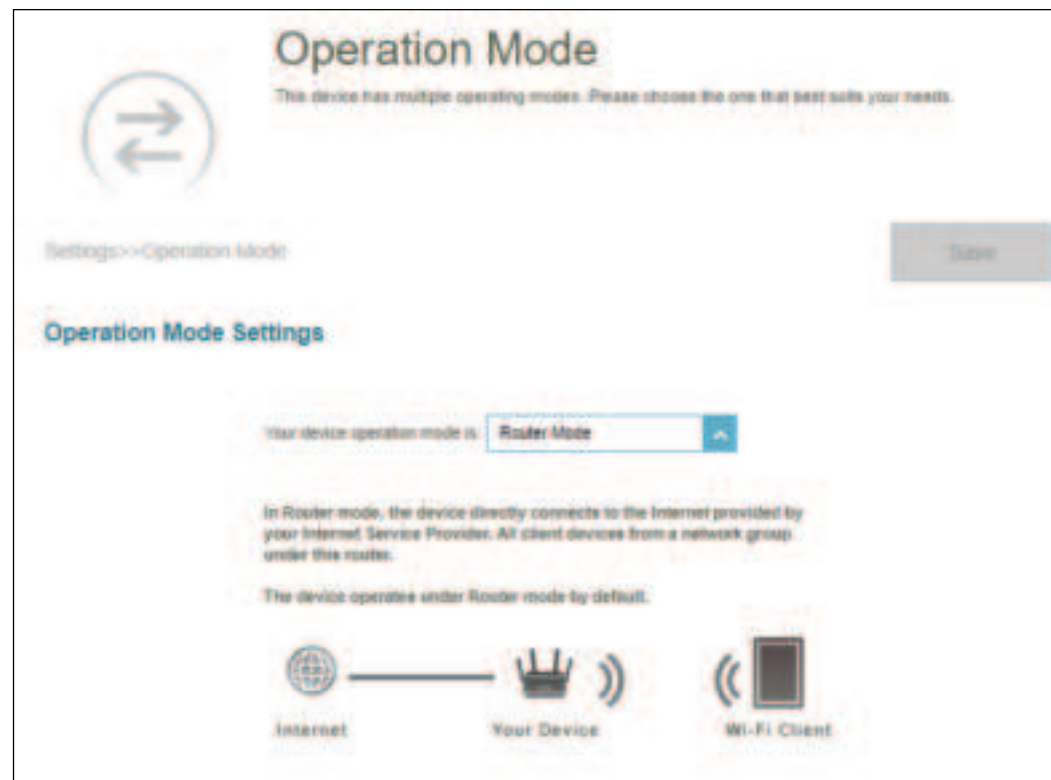 Operation Mode
This device has multiple operating modes. Please choose the one that best suits your needs.
Settings>>Operation Mode
Save
Operation Mode Settings
Your device operation mode is
Router Mode
In Router mode, the device directly connects to the Internet provided by
your Internet Service Provider. All client devices from a network group
under this router.
The device operates under Router mode by default.
Internet
Your Device
Wi-Fi Client